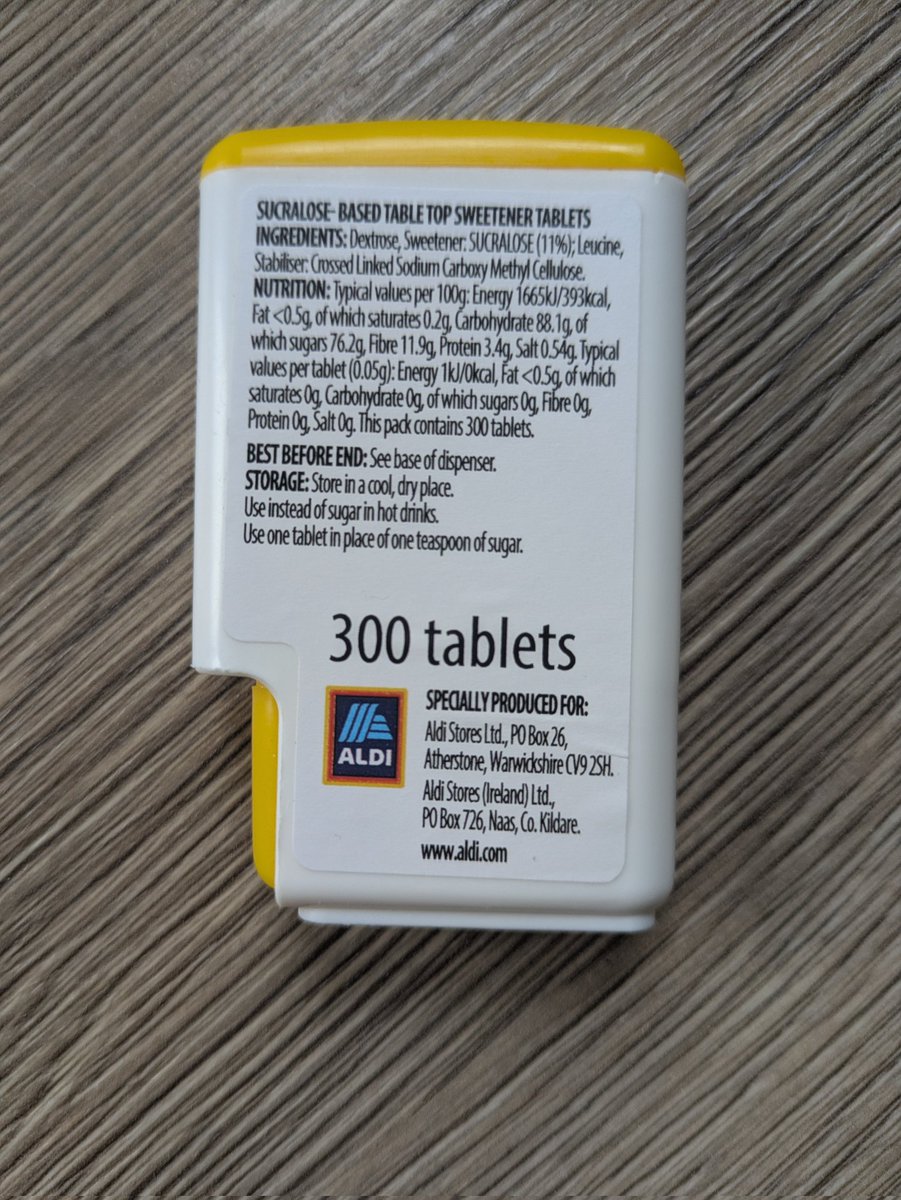 SUCRALOSE- BASED TABLE TOP SWEETENER TABLETS
INGREDIENTS: Dextrose, Sweetener: SUCRALOSE (11%); Leucine,
Stabiliser: Crossed Linked Sodium Carboxy Methyl Cellulose.
NUTRITION: Typical values per 100g: Energy 1665kJ/393kcal,
Fat <0.5g, of which saturates 0.2g, Carbohydrate 88.1g, of
which sugars 76.2g, Fibre 11.9g, Protein 3.4g, Salt 0.54g. Typical
values per tablet (0.05g): Energy 1kJ/0kcal, Fat <0.5g, of which
saturates 0g, Carbohydrate 0g, of which sugars 0g, Fibre 0g,
Protein 0g, Salt 0g. This pack contains 300 tablets.
BEST BEFORE END: See base of dispenser.
STORAGE: Store in a cool, dry place.
Use instead of sugar in hot drinks.
Use one tablet in place of one teaspoon of sugar.
300 tablets
ALDI
SPECIALLY PRODUCED FOR:
Aldi Stores Ltd., PO Box 26,
Atherstone, Warwickshire CV9 2SH.
Aldi Stores (Ireland) Ltd.,
PO Box 726, Naas, Co. Kildare.
www.aldi.com